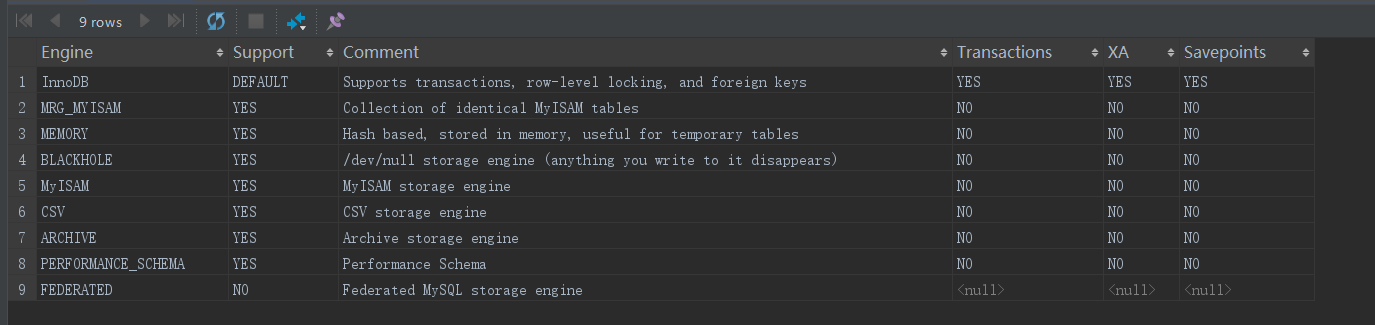 9 rows
Engine Support Comment Transactions XA Savepoints
1 InnoDB DEFAULT Supports transactions, row-level locking, and foreign keys YES YES YES
2 MRG_MYISAM YES Collection of identical MyISAM tables NO NO NO
3 MEMORY YES Hash based, stored in memory, useful for temporary tables NO NO NO
4 BLACKHOLE YES /dev/null storage engine (anything you write to it disappears) NO NO NO
5 MyISAM YES MyISAM storage engine NO NO NO
6 CSV YES CSV storage engine NO NO NO
7 ARCHIVE YES Archive storage engine NO NO NO
8 PERFORMANCE_SCHEMA YES Performance Schema NO NO NO
9 FEDERATED NO Federated MySQL storage engine <null> <null> <null>